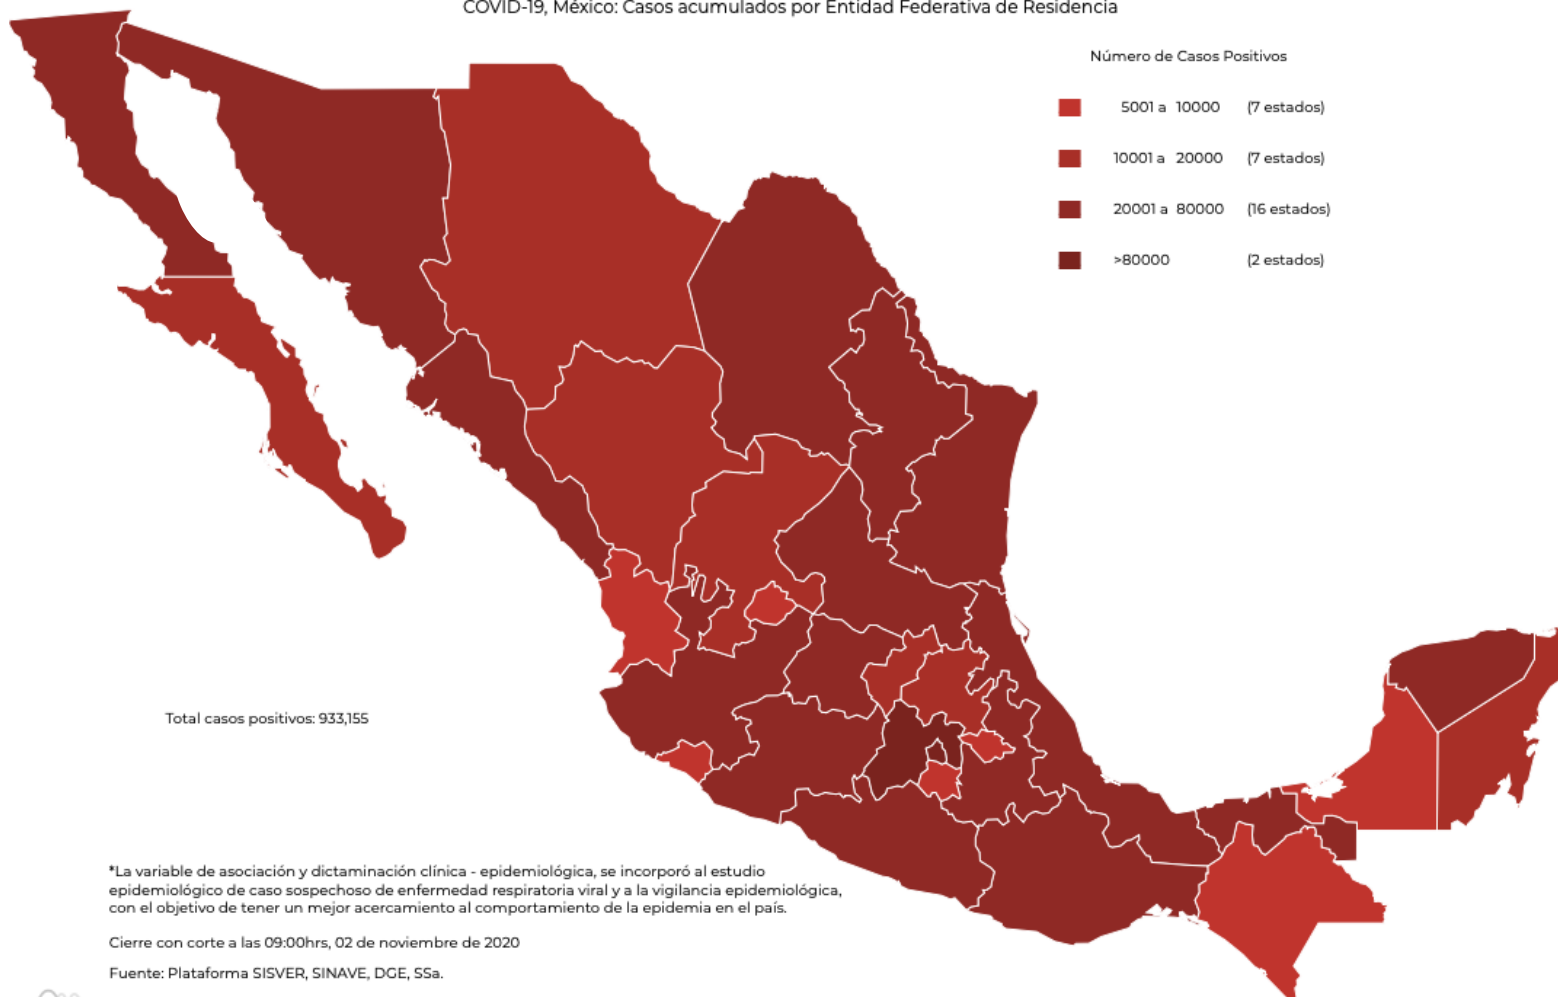 COVID-19, México: Casos acumulados por Entidad Federativa de Residencia
Número de Casos Positivos
5001 a 10000 (7 estados)
10001 a 20000 (7 estados)
20001 a 80000 (16 estados)
>80000 (2 estados)
Total casos positivos: 933,155
*La variable de asociación y dictaminación clínica - epidemiológica, se incorporó al estudio
epidemiológico de caso sospechoso de enfermedad respiratoria viral y a la vigilancia epidemiológica,
con el objetivo de tener un mejor acercamiento al comportamiento de la epidemia en el país.
Cierre con corte a las 09:00hrs, 02 de noviembre de 2020
Fuente: Plataforma SISVER, SINAVE, DGE, SSa.